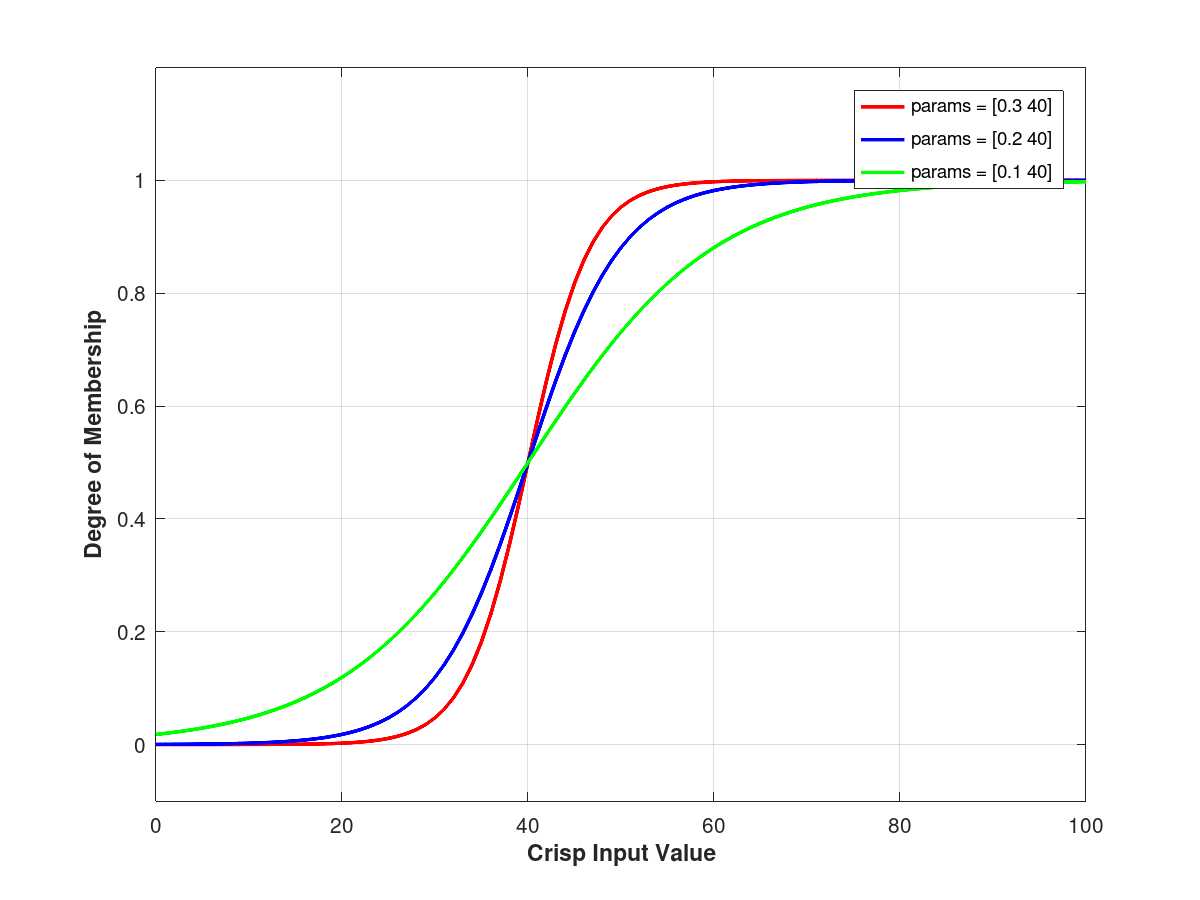 params = [0.3 40]
params = [0.2 40]
params = [0.1 40]
1
0.8
0.6
0.4
0.2
0
Degree of Membership
0 20 40 60 80 100
Crisp Input Value